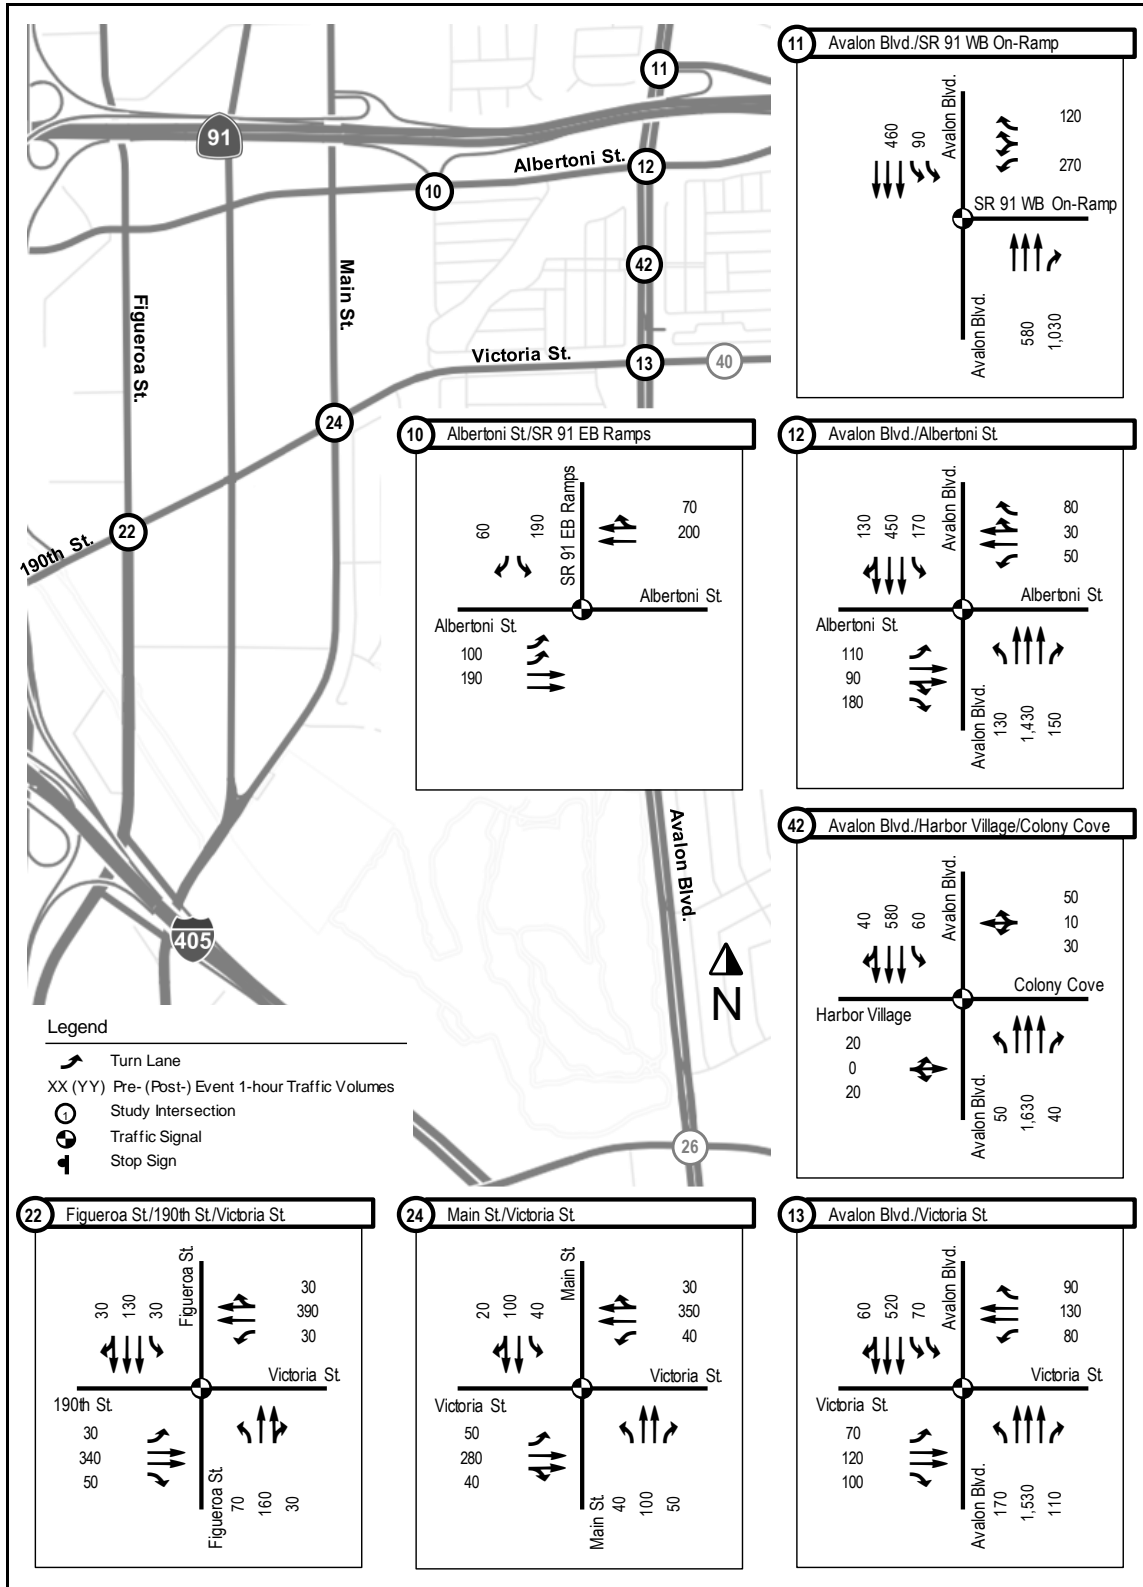 11 Avalon Blvd./SR 91 WB On-Ramp
460
90
Avalon Blvd.
120
270
SR 91 WB On-Ramp
Avalon Blvd.
580
1,030
11
91
Albertoni St.
10
12
42
Main St.
Figueroa St.
Victoria St.
13
40
24
22
190th St.
Avalon Blvd.
405
N
26
10 Albertoni St./SR 91 EB Ramps
60
190
SR 91 EB Ramps
70
200
Albertoni St.
Albertoni St.
100
190
12 Avalon Blvd./Albertoni St.
130
450
170
Avalon Blvd.
80
30
50
Albertoni St.
Albertoni St.
110
90
180
Avalon Blvd.
130
1,430
150
42 Avalon Blvd./Harbor Village/Colony Cove
40
580
60
Avalon Blvd.
50
10
30
Colony Cove
Harbor Village
20
0
20
Avalon Blvd.
50
1,630
40
Legend
Turn Lane
XX (YY) Pre- (Post-) Event 1-hour Traffic Volumes
1 Study Intersection
Traffic Signal
Stop Sign
22 Figueroa St./190th St./Victoria St.
30
130
30
Figueroa St.
30
390
30
Victoria St.
190th St.
30
340
50
Figueroa St.
70
160
30
24 Main St./Victoria St.
20
100
40
Main St.
30
350
40
Victoria St.
Victoria St.
50
280
40
Main St.
40
100
50
13 Avalon Blvd./Victoria St.
60
520
70
Avalon Blvd.
90
130
80
Victoria St.
Victoria St.
70
120
100
Avalon Blvd.
170
1,530
110